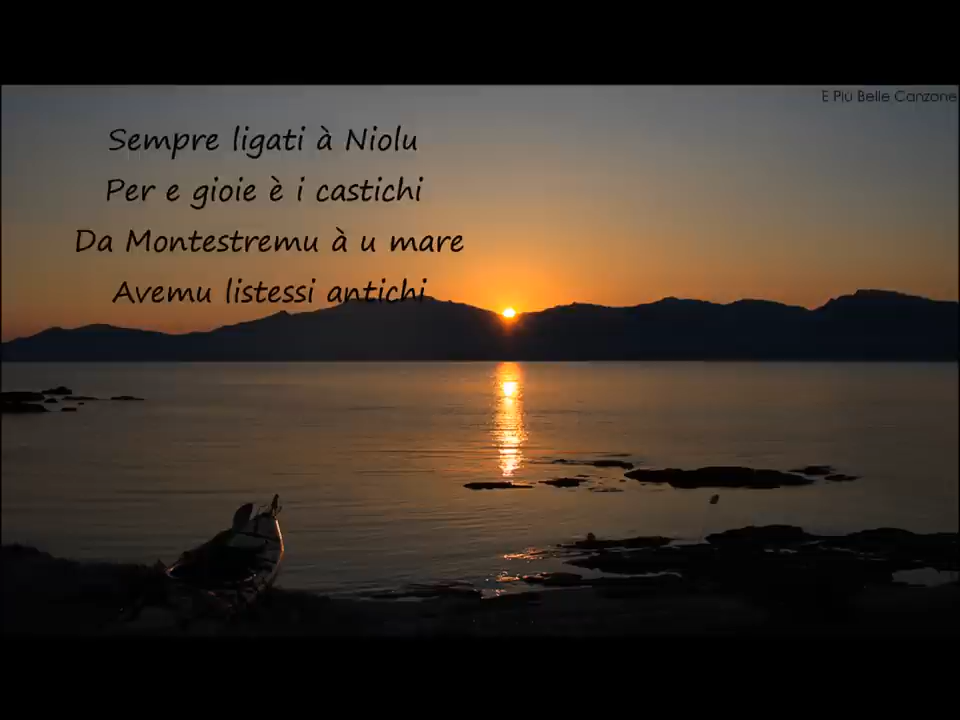 E Più Belle Canzone
Sempre ligati à Niolu
Per e gioie è i castichi
Da Montestremu à u mare
Avemu listessi antichi